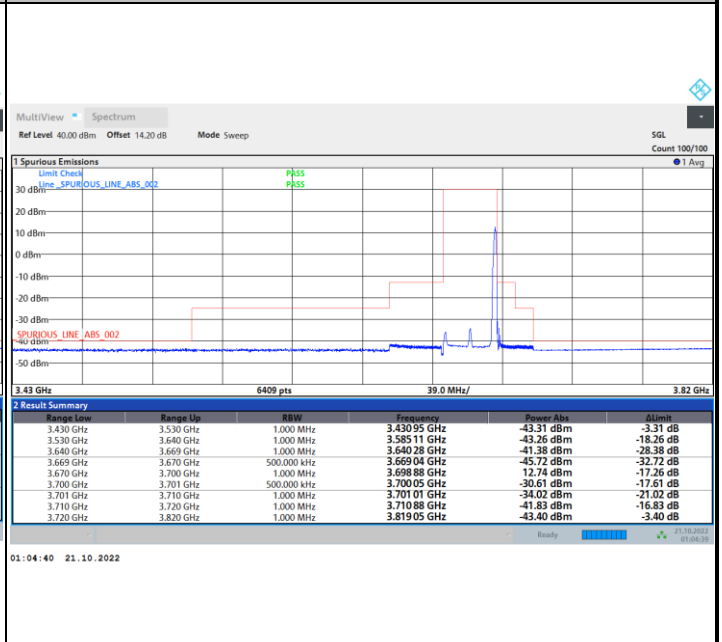 MultiView Spectrum
Ref Level 40.00 dBm Offset 14.20 dB Mode Sweep SGL
Count 100/100
1 Spurious Emissions 1 Avg
Limit Check PASS
Line _SPURIOUS_LINE_ABS_002 PASS
30 dBm
20 dBm
10 dBm
0 dBm
-10 dBm
-20 dBm
-30 dBm
SPURIOUS_LINE_ABS_002
-40 dBm
-50 dBm
3.43 GHz 6409 pts 39.0 MHz/ 3.82 GHz
2 Result Summary
Range Low Range Up RBW Frequency Power Abs ΔLimit
3.430 GHz 3.530 GHz 1.000 MHz 3.430 95 GHz -43.31 dBm -3.31 dB
3.530 GHz 3.640 GHz 1.000 MHz 3.585 11 GHz -43.26 dBm -18.26 dB
3.640 GHz 3.669 GHz 1.000 MHz 3.640 28 GHz -41.38 dBm -28.38 dB
3.669 GHz 3.670 GHz 500.000 kHz 3.669 04 GHz -45.72 dBm -32.72 dB
3.670 GHz 3.700 GHz 1.000 MHz 3.698 88 GHz 12.74 dBm -17.26 dB
3.700 GHz 3.701 GHz 500.000 kHz 3.700 05 GHz -30.61 dBm -17.61 dB
3.701 GHz 3.710 GHz 1.000 MHz 3.701 01 GHz -34.02 dBm -21.02 dB
3.710 GHz 3.720 GHz 1.000 MHz 3.710 88 GHz -41.83 dBm -16.83 dB
3.720 GHz 3.820 GHz 1.000 MHz 3.819 05 GHz -43.40 dBm -3.40 dB
Ready 21.10.2022
01:04:39
01:04:40 21.10.2022